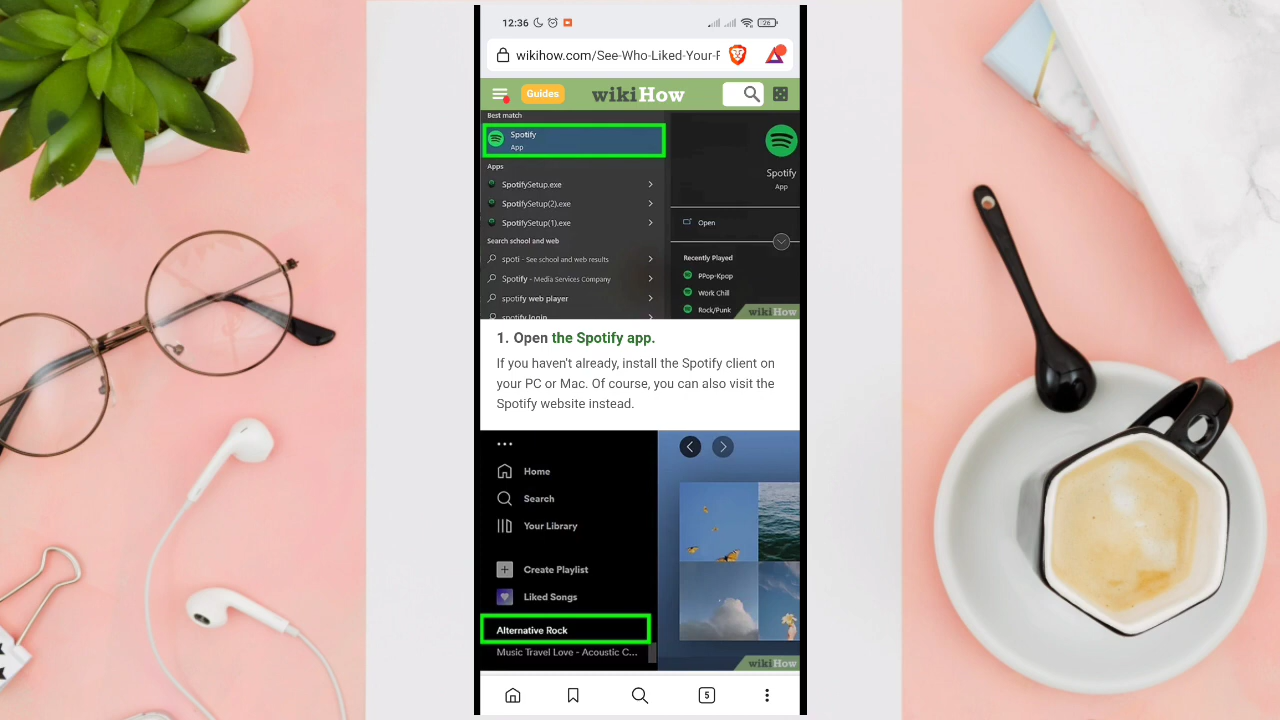 12:36
26
wikihow.com/See-Who-Liked-Your-F
Guides
wikiHow
Best match
Spotify
App
Apps
SpotifySetup.exe
SpotifySetup(2).exe
SpotifySetup(1).exe
Search school and web
spoti - See school and web results
Spotify - Media Services Company
spotify web player
spotify login
Spotify
App
Open
Recently Played
PPop-Kpop
Work Chill
Rock/Punk
wikiHow
1. Open the Spotify app.
If you haven't already, install the Spotify client on
your PC or Mac. Of course, you can also visit the
Spotify website instead.
Home
Search
Your Library
Create Playlist
Liked Songs
Alternative Rock
Music Travel Love - Acoustic C...
wikiHow
5